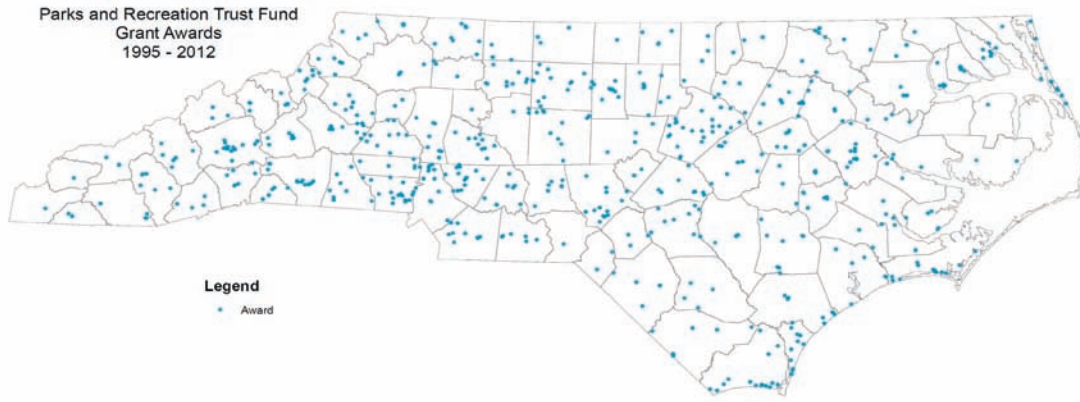 Parks and Recreation Trust Fund
Grant Awards
1995 - 2012
Legend
Award